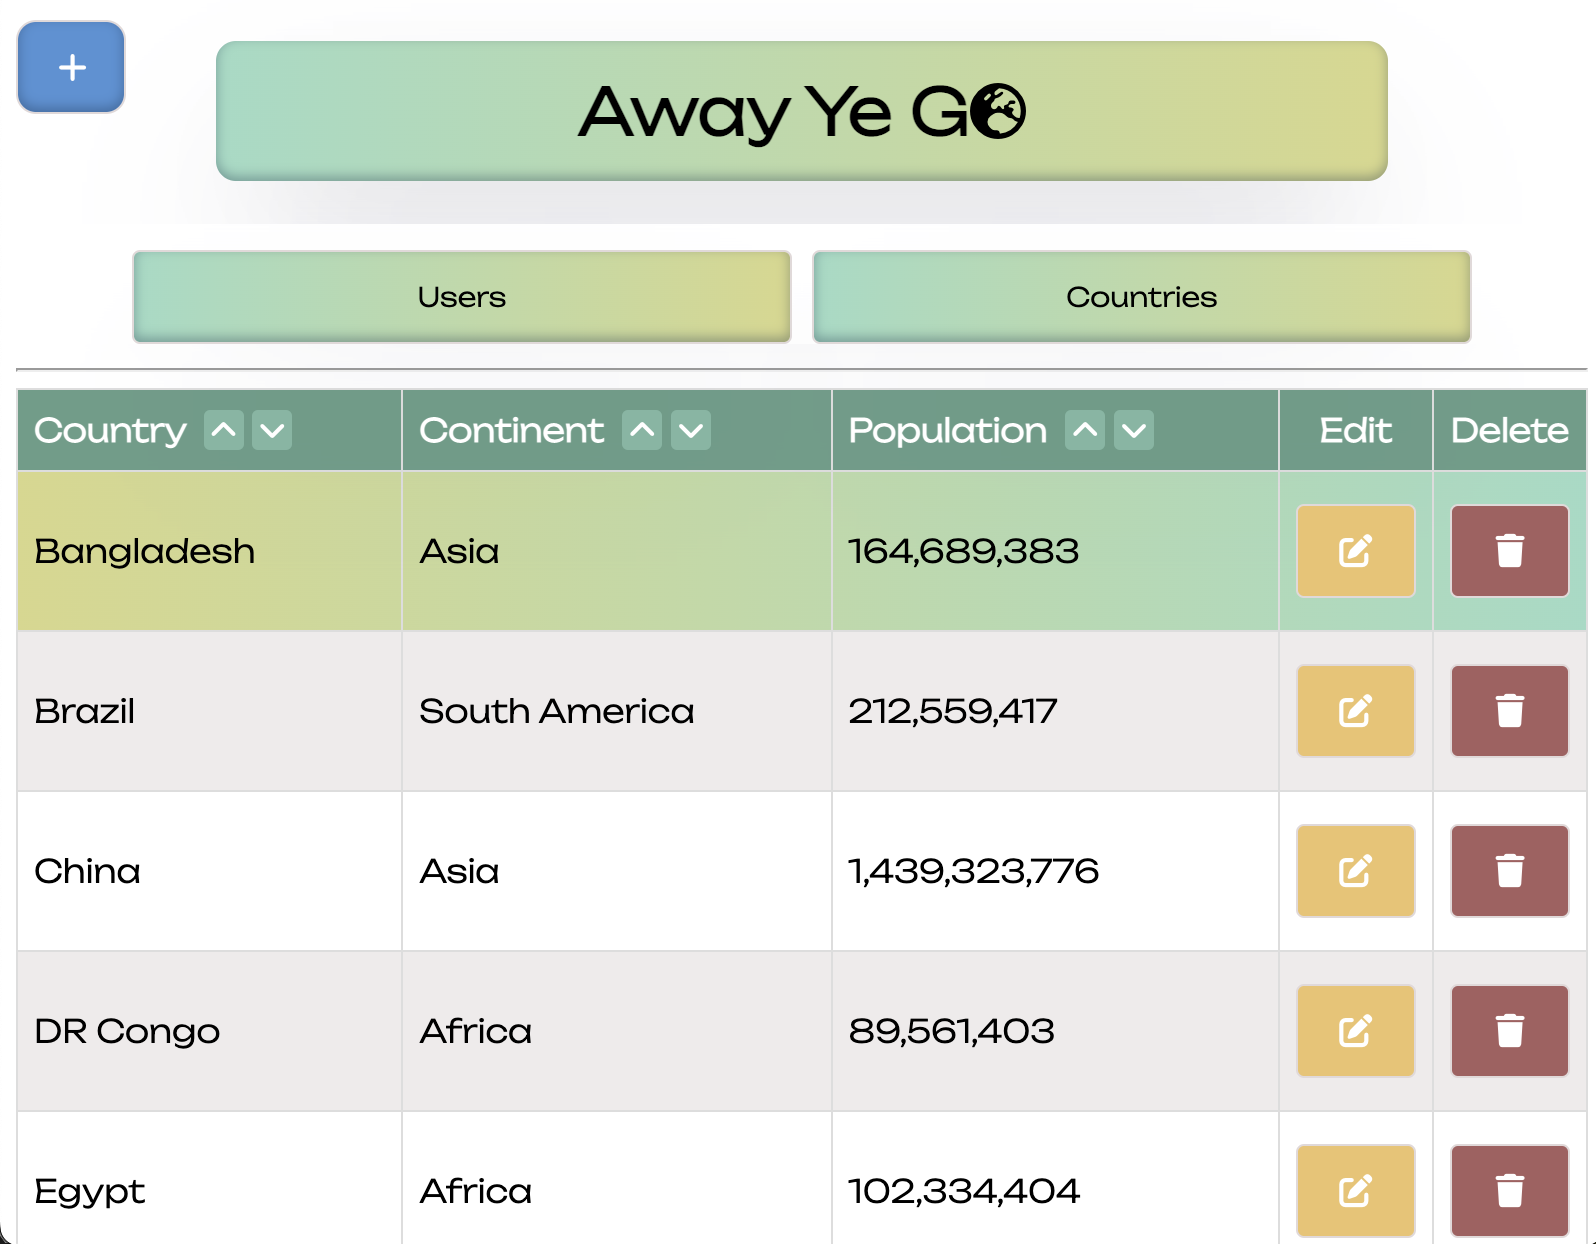 +
Away Ye G
Users Countries
Country Continent Population Edit Delete
Bangladesh Asia 164,689,383
Brazil South America 212,559,417
China Asia 1,439,323,776
DR Congo Africa 89,561,403
Egypt Africa 102,334,404